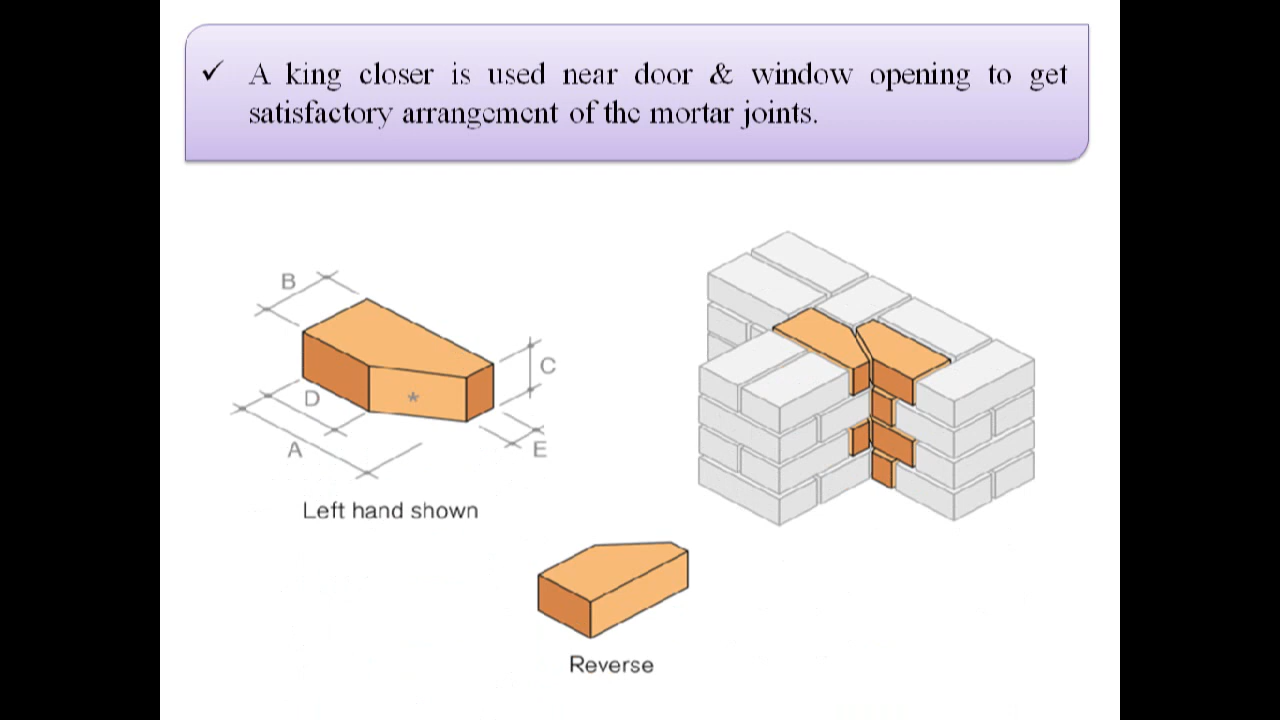 ✓ A king closer is used near door & window opening to get
satisfactory arrangement of the mortar joints.
B
C
D
*
A
E
Left hand shown
Reverse